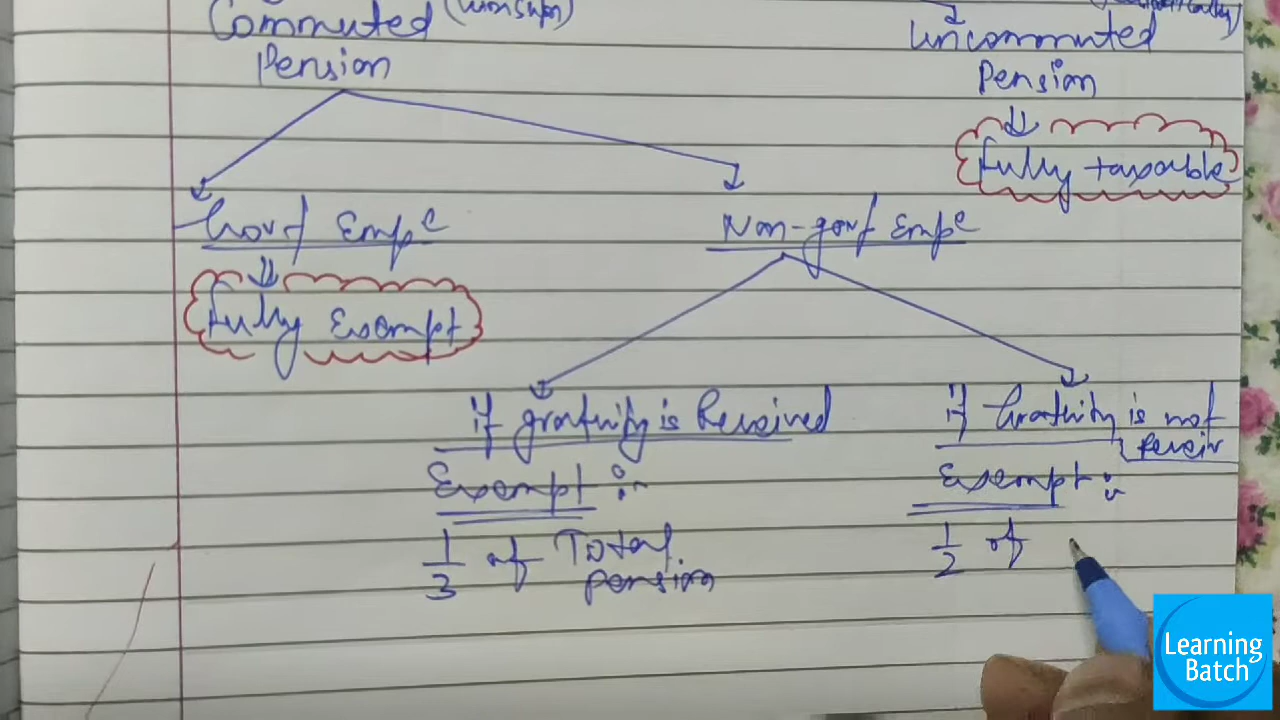 Commuted
Pension
(lumsum)
Uncommuted
Pension
Fully taxable
Govt Empe
Fully Exempt
Non-govt Empe
if gratuity is Received
Exempt :-
1/3 of Total
pension
if Gratuity is not
Receiv
Exempt :-
1/2 of
Learning
Batch